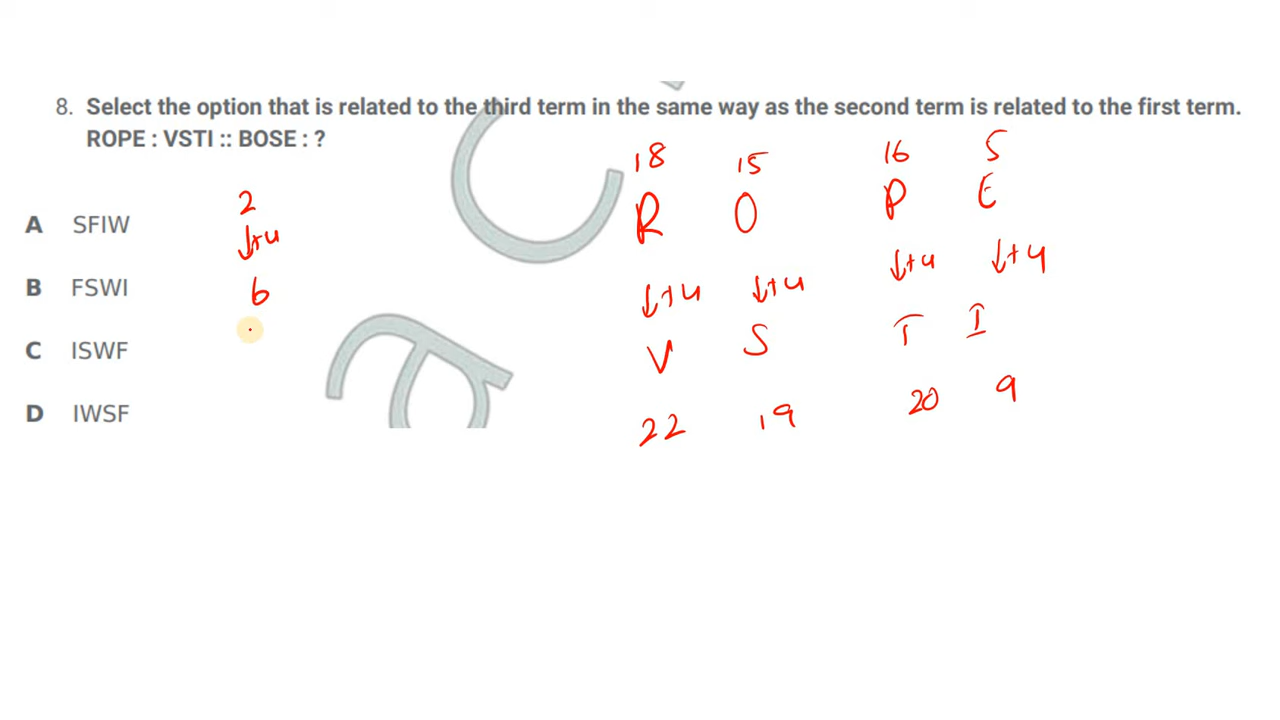 8. Select the option that is related to the third term in the same way as the second term is related to the first term.
ROPE : VSTI :: BOSE : ?
A SFIW
B FSWI
C ISWF
D IWSF
2
↓+4
6
18 15 16 5
R O P E
↓+4 ↓+4 ↓+4 ↓+4
V S T I
22 19 20 9